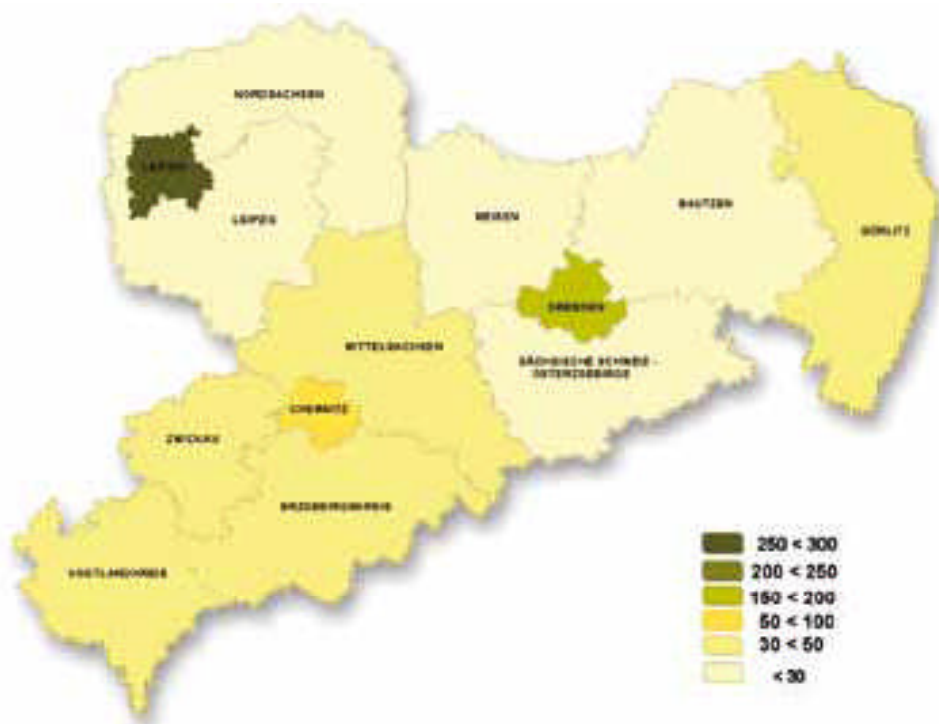 NORDSACHSEN
LEIPZIG
LEIPZIG
MEIßEN
BAUTZEN
GÖRLITZ
DRESDEN
MITTELSACHSEN
SÄCHSISCHE SCHWEIZ -
OSTERZGEBIRGE
CHEMNITZ
ZWICKAU
ERZGEBIRGSKREIS
VOGTLANDKREIS
250 < 300
200 < 250
150 < 200
50 < 100
30 < 50
< 30